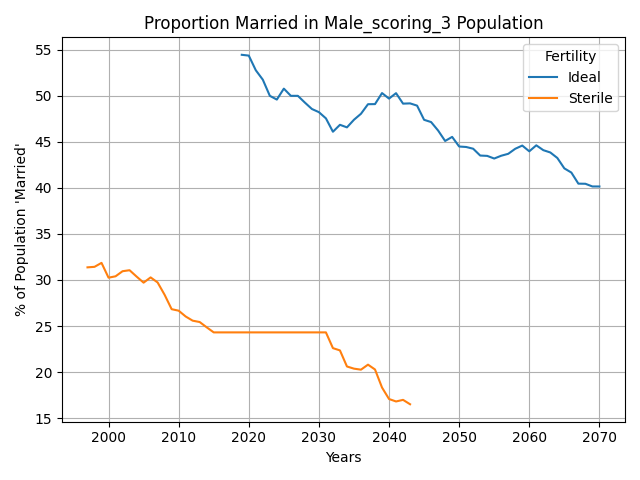 Proportion Married in Male_scoring_3 Population
Fertility
Ideal
Sterile
% of Population 'Married'
55
50
45
40
35
30
25
20
15
2000 2010 2020 2030 2040 2050 2060 2070
Years